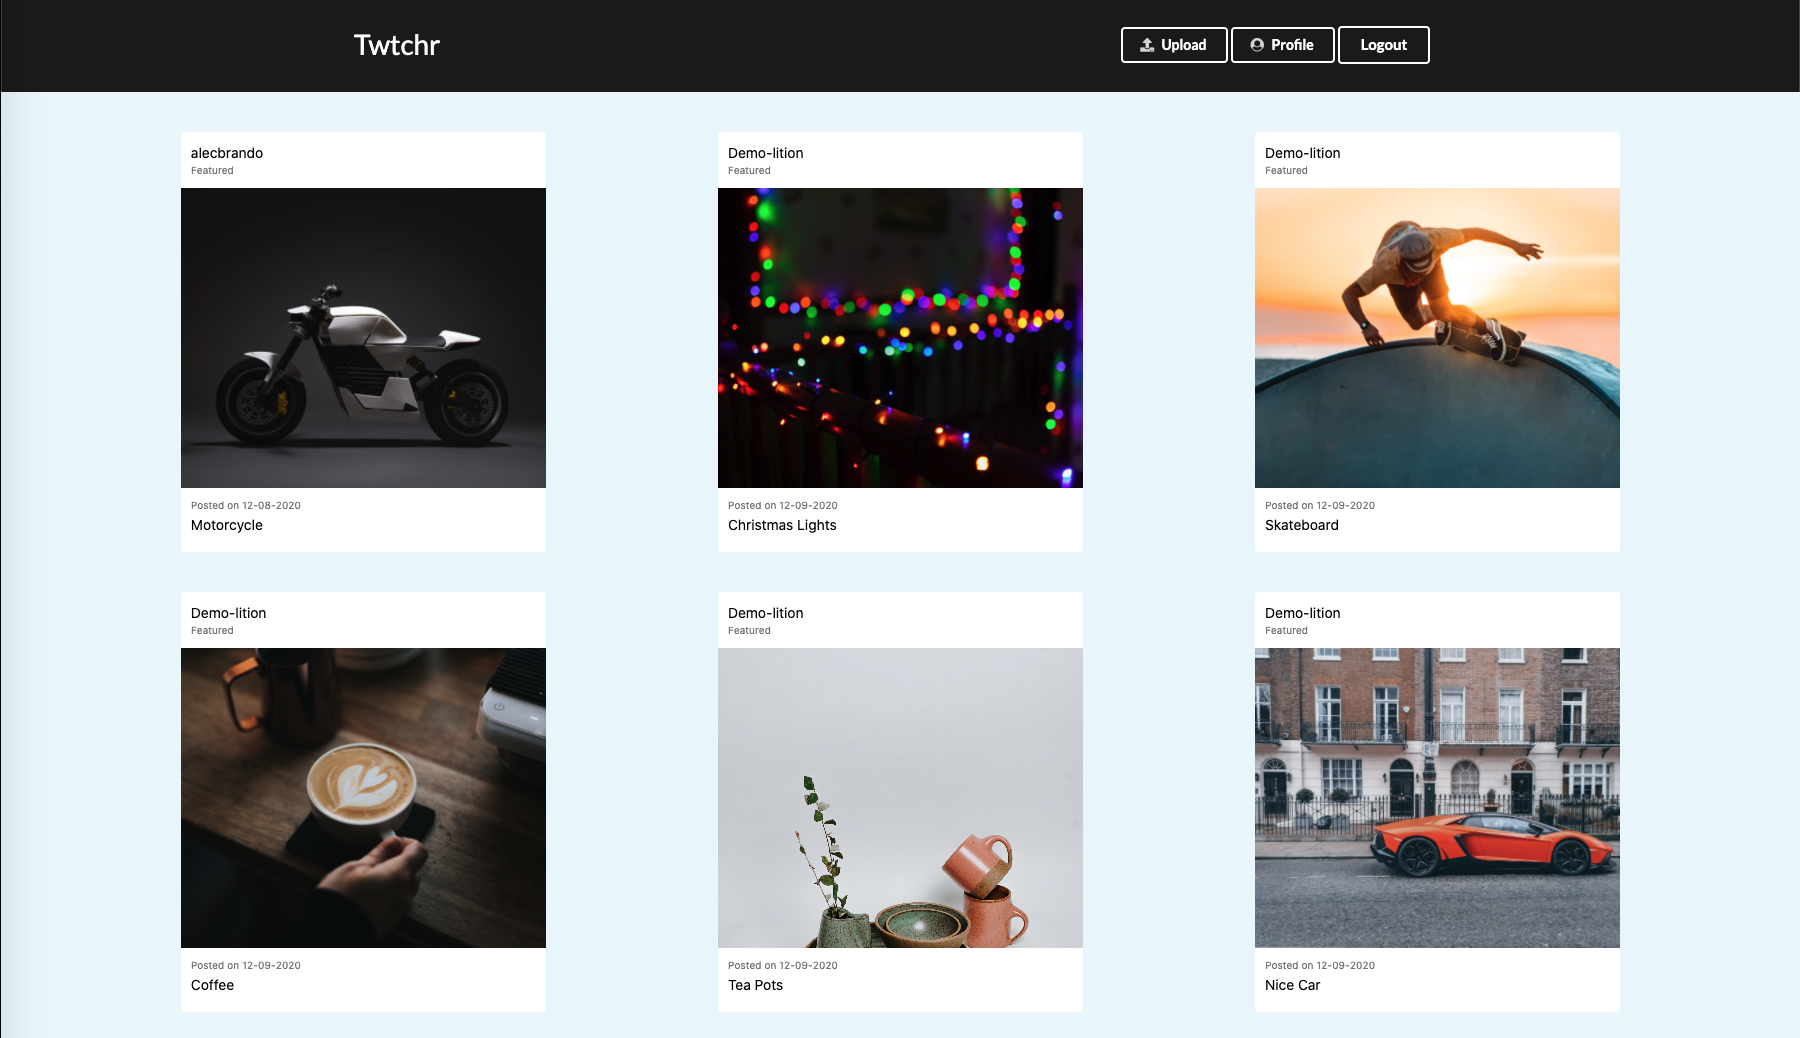 Twtchr
Upload
Profile
Logout
alecbrando
Featured
Posted on 12-08-2020
Motorcycle
Demo-lition
Featured
Posted on 12-09-2020
Christmas Lights
Demo-lition
Featured
Posted on 12-09-2020
Skateboard
Demo-lition
Featured
Posted on 12-09-2020
Coffee
Demo-lition
Featured
Posted on 12-09-2020
Tea Pots
Demo-lition
Featured
Posted on 12-09-2020
Nice Car